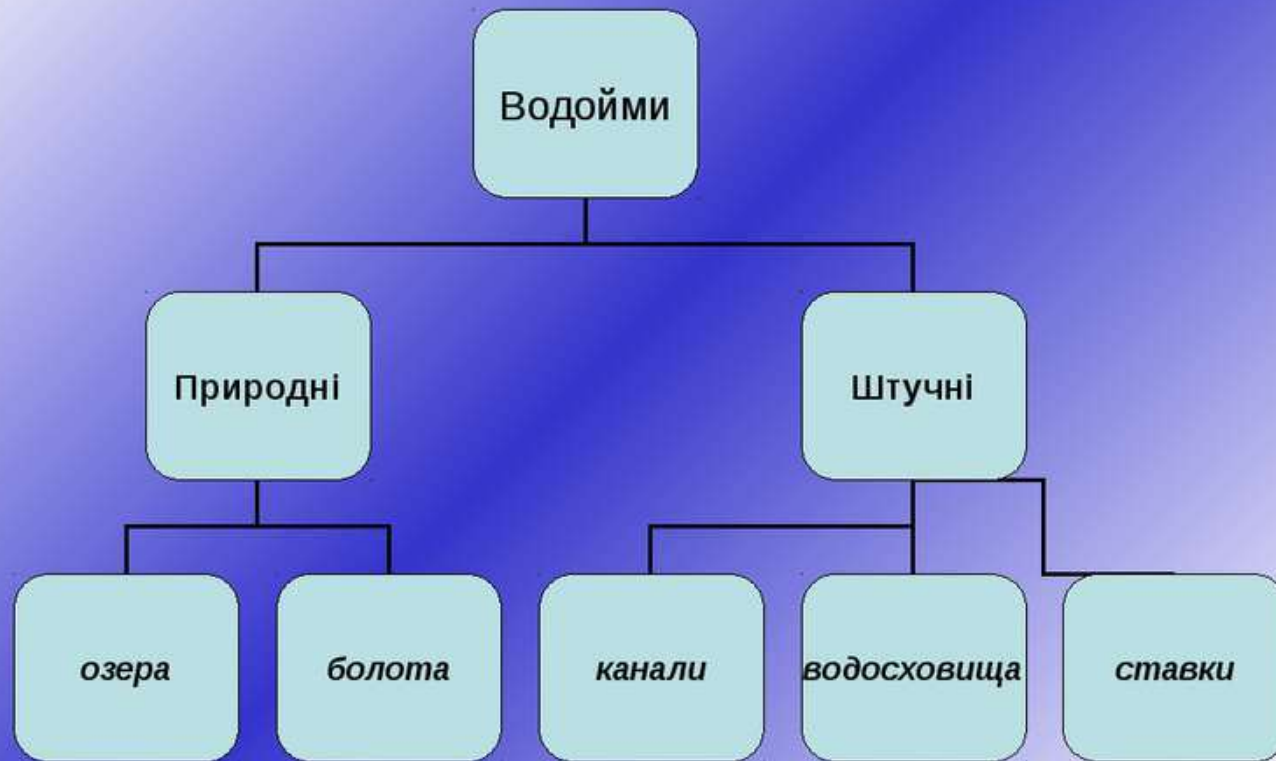 Водойми
Природні
Штучні
озера
болота
канали
водосховища
ставки